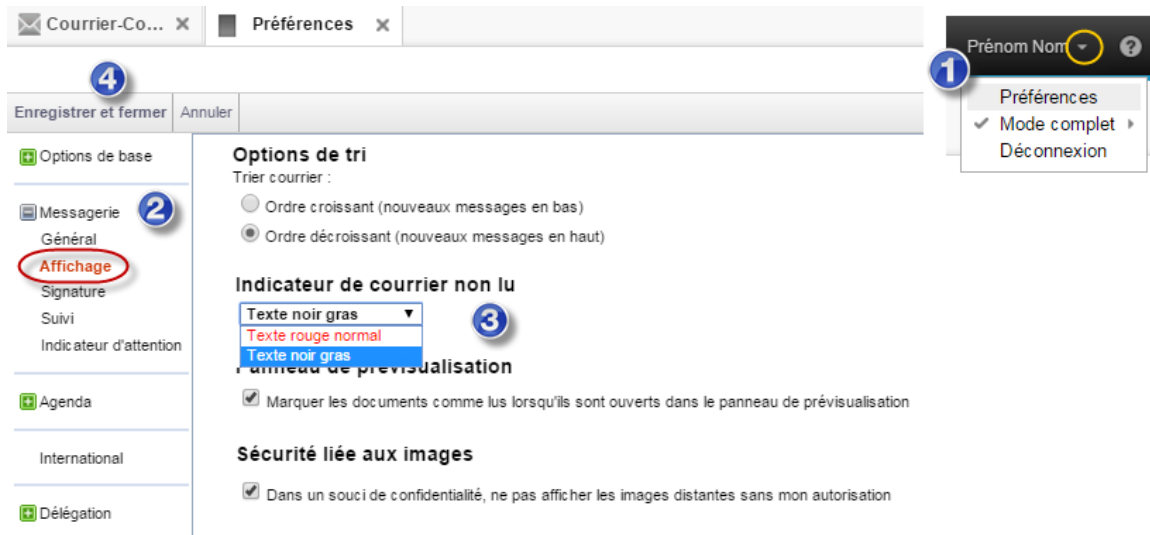 Courrier-Co...
Préférences
Prénom Nom
1
Préférences
Mode complet
Déconnexion
4
Enregistrer et fermer
Annuler
Options de base
Messagerie
2
Général
Affichage
Signature
Suivi
Indicateur d'attention
Agenda
International
Délégation
Options de tri
Trier courrier :
Ordre croissant (nouveaux messages en bas)
Ordre décroissant (nouveaux messages en haut)
Indicateur de courrier non lu
Texte noir gras
3
Texte rouge normal
Texte noir gras
Panneau de prévisualisation
Marquer les documents comme lus lorsqu'ils sont ouverts dans le panneau de prévisualisation
Sécurité liée aux images
Dans un souci de confidentialité, ne pas afficher les images distantes sans mon autorisation